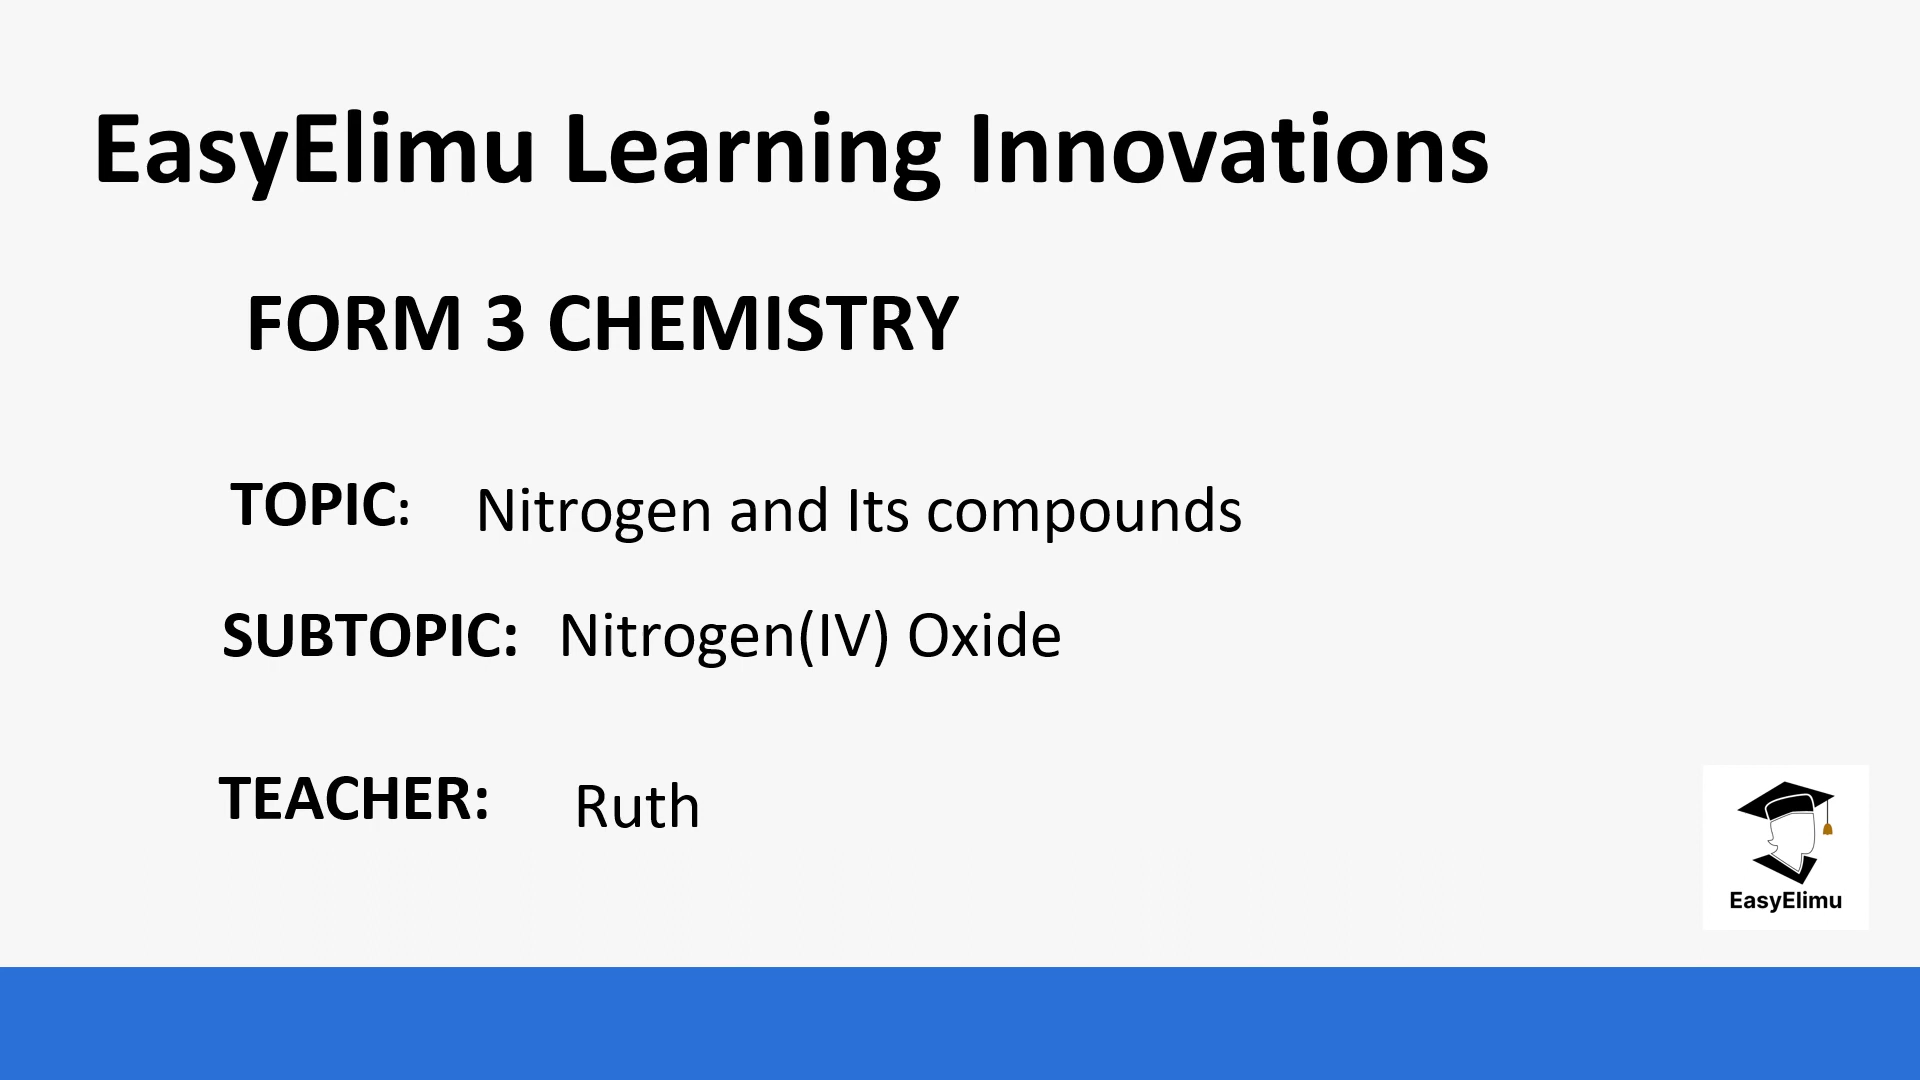 EasyElimu Learning Innovations
FORM 3 CHEMISTRY
TOPIC: Nitrogen and Its compounds
SUBTOPIC: Nitrogen(IV) Oxide
TEACHER: Ruth
EasyElimu